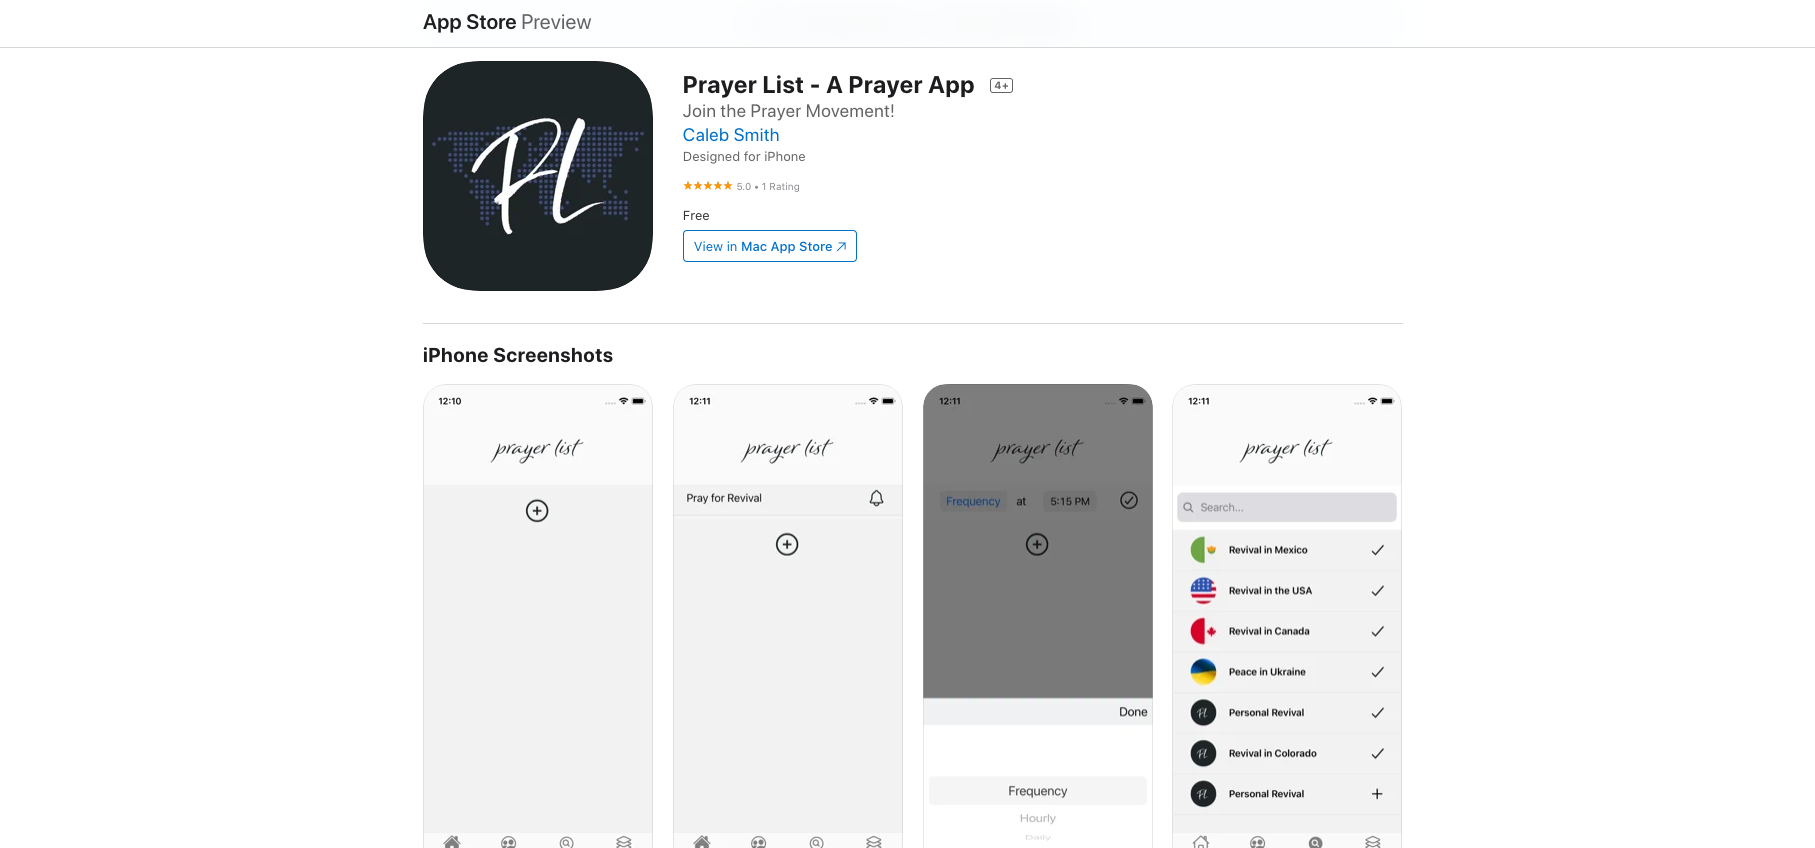 App Store Preview
PL
Prayer List - A Prayer App 4+
Join the Prayer Movement!
Caleb Smith
Designed for iPhone
5.0 • 1 Rating
Free
View in Mac App Store
iPhone Screenshots
12:10
prayer list
12:11
prayer list
Pray for Revival
12:11
prayer list
Frequency at 5:15 PM
Done
Frequency
Hourly
Daily
12:11
prayer list
Search...
Revival in Mexico
Revival in the USA
Revival in Canada
Peace in Ukraine
PL Personal Revival
PL Revival in Colorado
PL Personal Revival